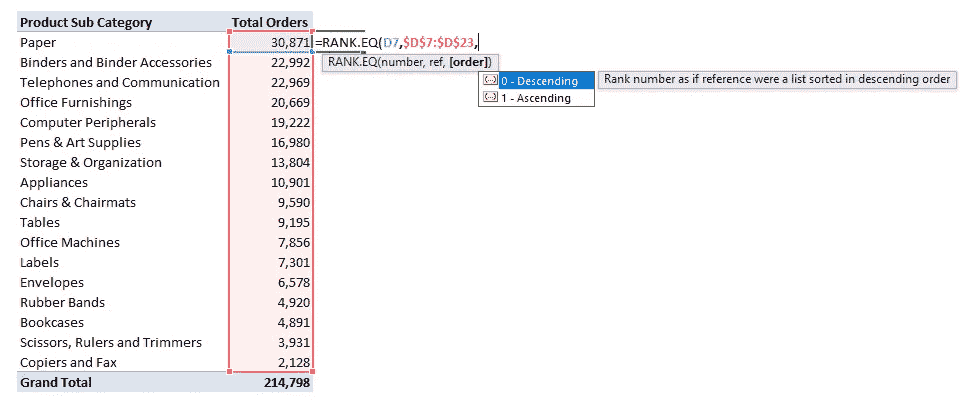 Product Sub Category Total Orders
Paper 30,871 =RANK.EQ(D7,$D$7:$D$23,
Binders and Binder Accessories 22,992 RANK.EQ(number, ref, [order])
Telephones and Communication 22,969 0 - Descending Rank number as if reference were a list sorted in descending order
Office Furnishings 20,669 1 - Ascending
Computer Peripherals 19,222
Pens & Art Supplies 16,980
Storage & Organization 13,804
Appliances 10,901
Chairs & Chairmats 9,590
Tables 9,195
Office Machines 7,856
Labels 7,301
Envelopes 6,578
Rubber Bands 4,920
Bookcases 4,891
Scissors, Rulers and Trimmers 3,931
Copiers and Fax 2,128
Grand Total 214,798